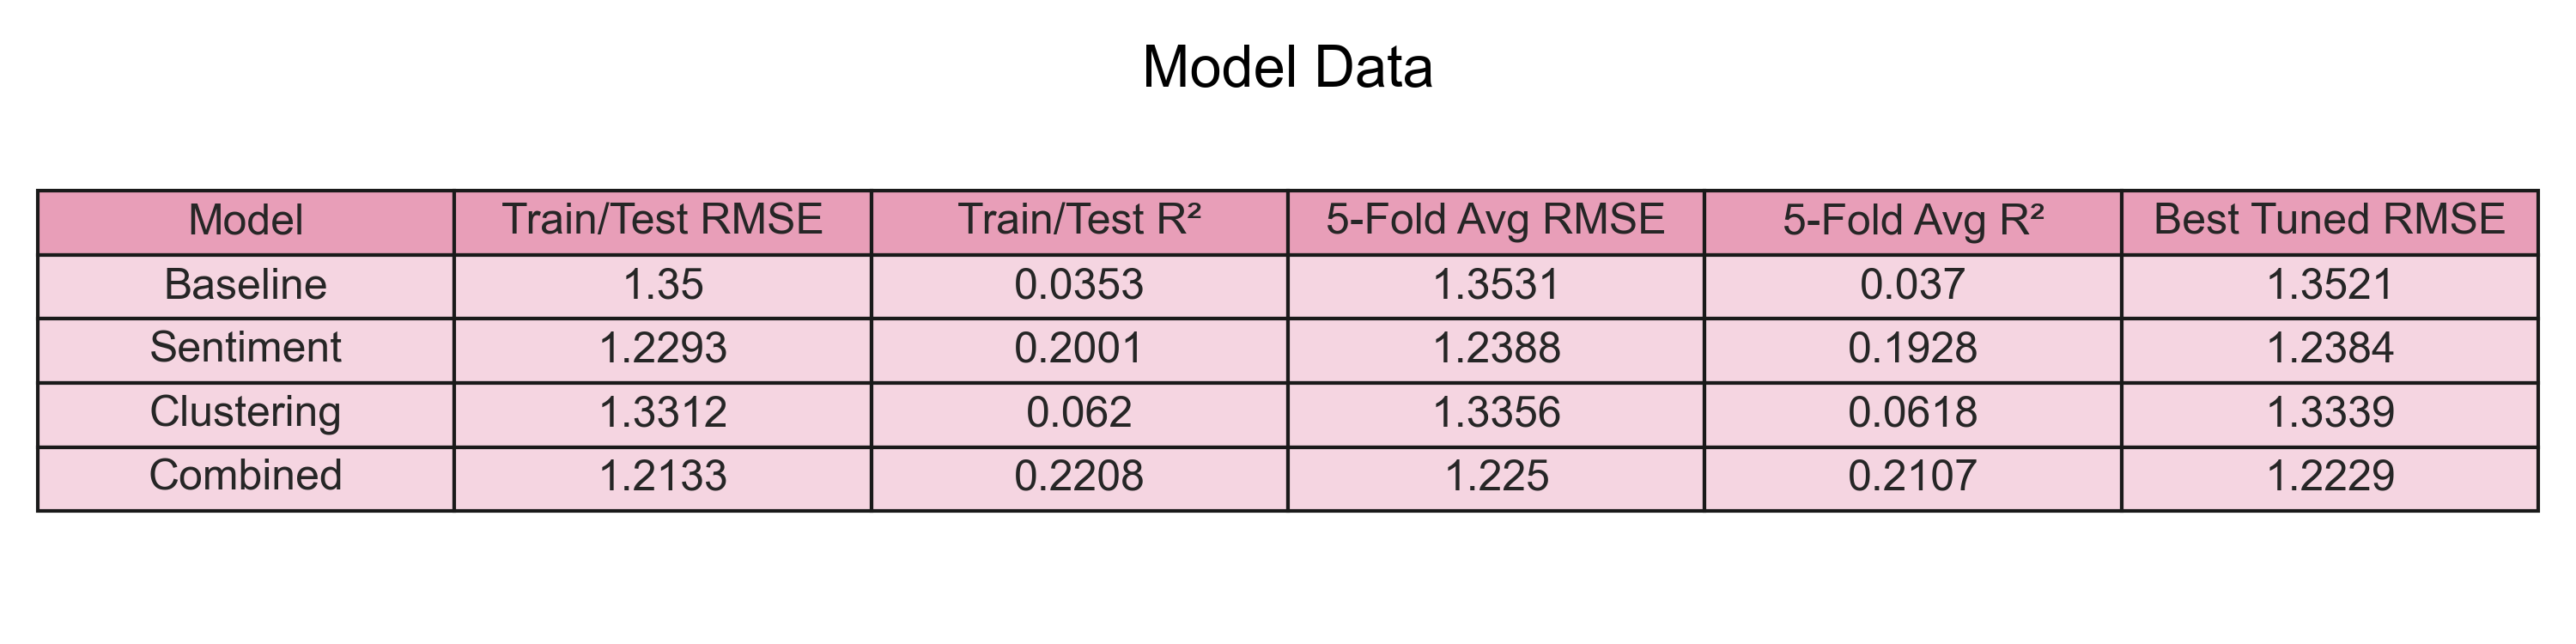 Model Data
Model Train/Test RMSE Train/Test R² 5-Fold Avg RMSE 5-Fold Avg R² Best Tuned RMSE
Baseline 1.35 0.0353 1.3531 0.037 1.3521
Sentiment 1.2293 0.2001 1.2388 0.1928 1.2384
Clustering 1.3312 0.062 1.3356 0.0618 1.3339
Combined 1.2133 0.2208 1.225 0.2107 1.2229